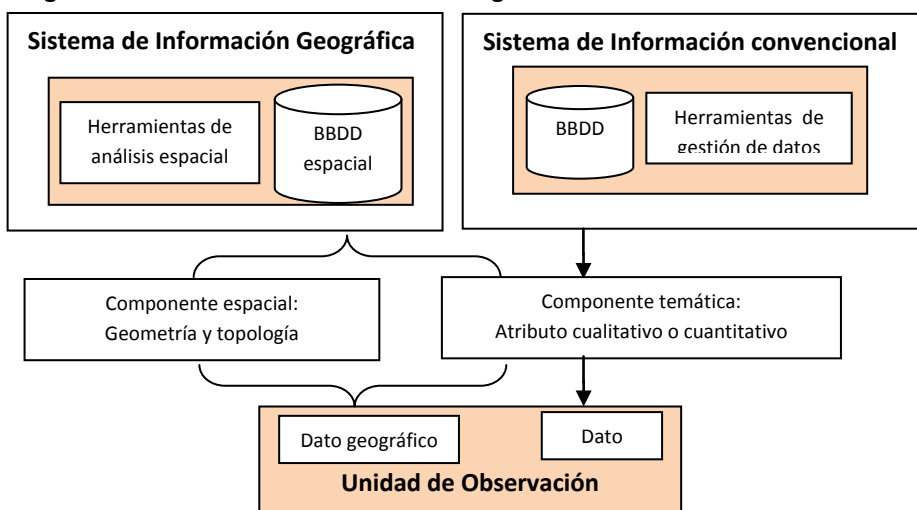 Sistema de Información Geográfica
Herramientas de
análisis espacial
BBDD
espacial
Sistema de Información convencional
BBDD
Herramientas de
gestión de datos
Componente espacial:
Geometría y topología
Componente temática:
Atributo cualitativo o cuantitativo
Dato geográfico
Dato
Unidad de Observación